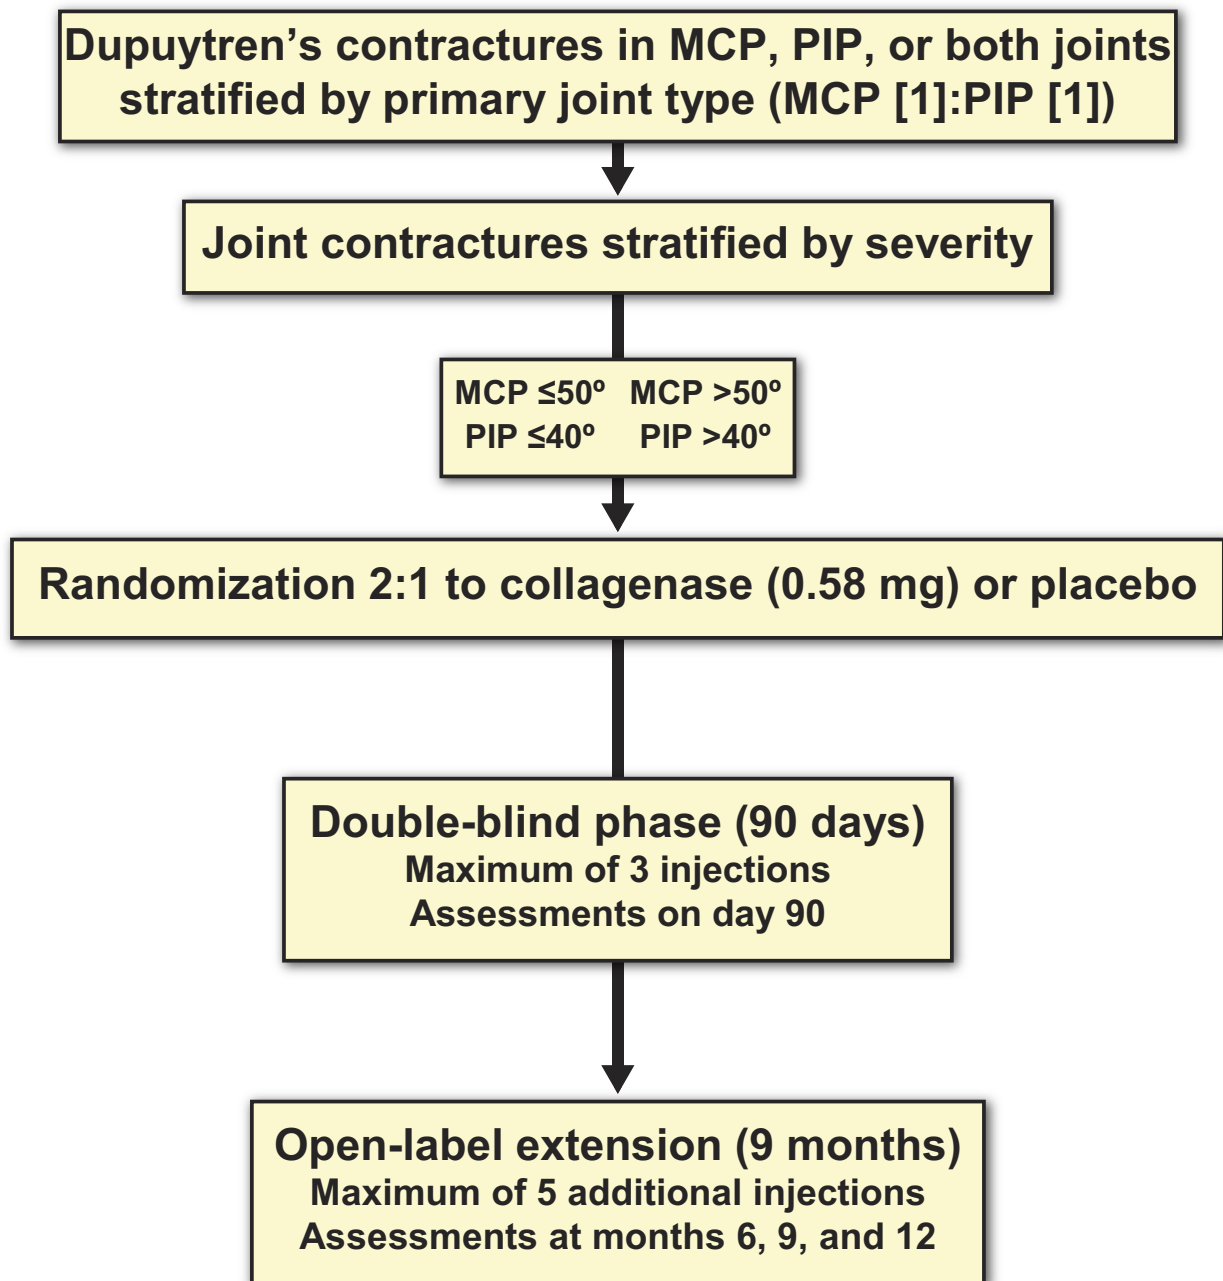 Dupuytren’s contractures in MCP, PIP, or both joints
stratified by primary joint type (MCP [1]:PIP [1])
Joint contractures stratified by severity
MCP ≤50º MCP >50º
PIP ≤40º PIP >40º
Randomization 2:1 to collagenase (0.58 mg) or placebo
Double-blind phase (90 days)
Maximum of 3 injections
Assessments on day 90
Open-label extension (9 months)
Maximum of 5 additional injections
Assessments at months 6, 9, and 12